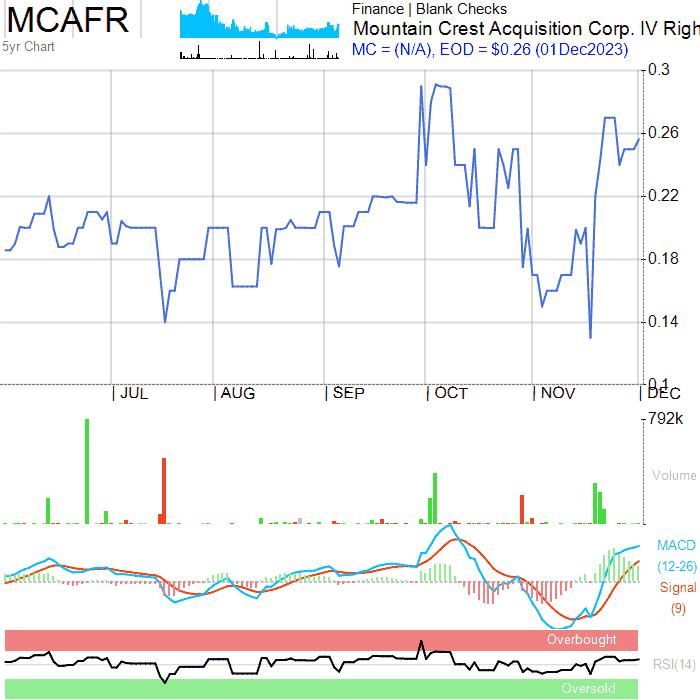 MCAFR
5yr Chart
Finance | Blank Checks
Mountain Crest Acquisition Corp. IV Righ
MC = (N/A), EOD = $0.26 (01Dec2023)
0.3
0.26
0.22
0.18
0.14
0.1
JUL AUG SEP OCT NOV DEC
792k
Volume
MACD
(12-26)
Signal
(9)
Overbought
RSI(14)
Oversold